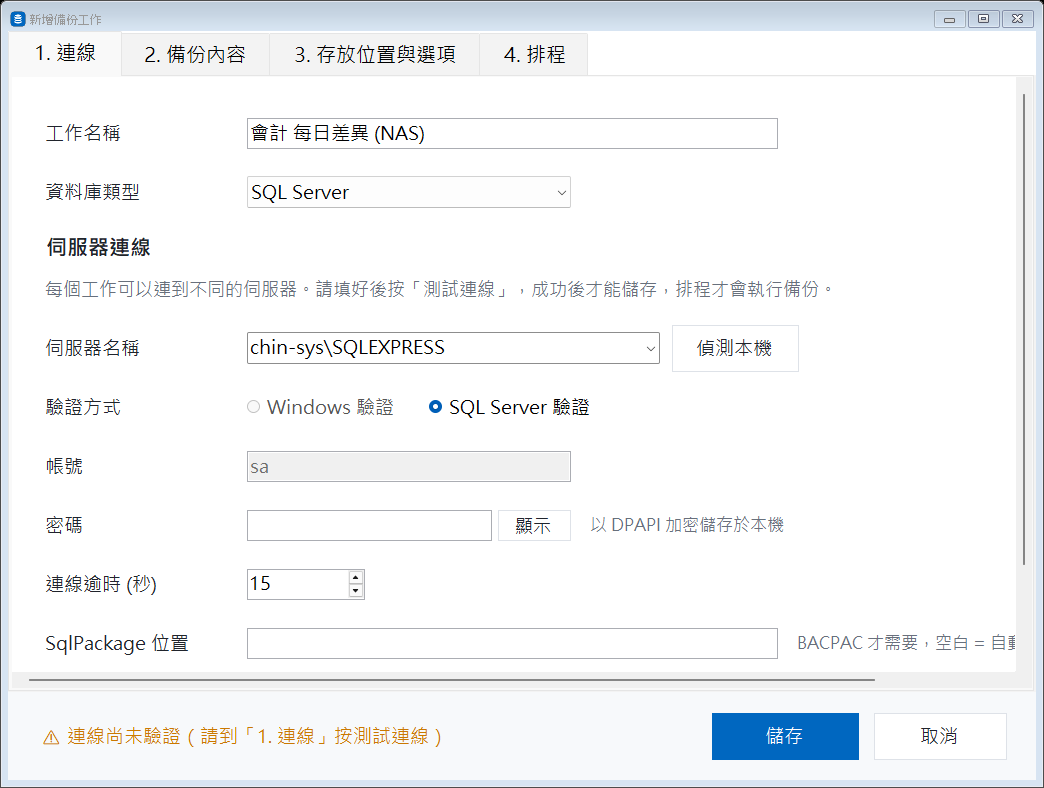 新增備份工作
1. 連線
2. 備份內容
3. 存放位置與選項
4. 排程
工作名稱
會計 每日差異 (NAS)
資料庫類型
SQL Server
伺服器連線
每個工作可以連到不同的伺服器。請填好後按「測試連線」，成功後才能儲存，排程才會執行備份。
伺服器名稱
chin-sys\SQLEXPRESS
偵測本機
驗證方式
Windows 驗證
SQL Server 驗證
帳號
sa
密碼
顯示
以 DPAPI 加密儲存於本機
連線逾時 (秒)
15
SqlPackage 位置
BACPAC 才需要，空白 = 自動
⚠ 連線尚未驗證（請到「1. 連線」按測試連線）
儲存
取消